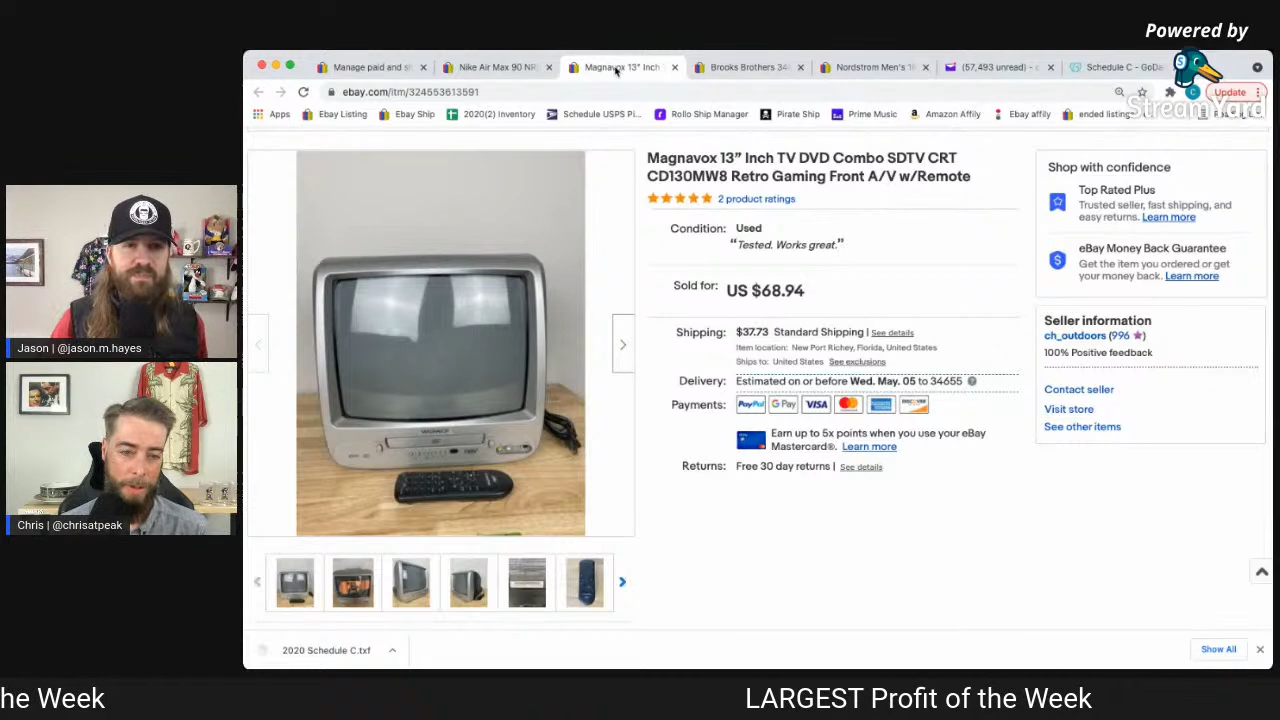 Powered by
StreamYard
Manage paid and sh
Nike Air Max 90 NR
Magnavox 13" Inch
Brooks Brothers 34
Nordstrom Men's 1
(57,493 unread) - c
Schedule C - GoDa
ebay.com/itm/324553613591
Update
Apps
Ebay Listing
Ebay Ship
2020(2) Inventory
Schedule USPS Pi...
Rollo Ship Manager
Pirate Ship
Prime Music
Amazon Affily
Ebay affily
ended listing
Magnavox 13” Inch TV DVD Combo SDTV CRT
CD130MW8 Retro Gaming Front A/V w/Remote
2 product ratings
Condition: Used
“Tested. Works great.”
Sold for: US $68.94
Shipping: $37.73 Standard Shipping | See details
Item location: New Port Richey, Florida, United States
Ships to: United States See exclusions
Delivery: Estimated on or before Wed. May. 05 to 34655
Payments: PayPal G Pay VISA
Earn up to 5x points when you use your eBay
Mastercard®. Learn more
Returns: Free 30 day returns | See details
Shop with confidence
Top Rated Plus
Trusted seller, fast shipping, and
easy returns. Learn more
eBay Money Back Guarantee
Get the item you ordered or get
your money back. Learn more
Seller information
ch_outdoors (996 ★)
100% Positive feedback
Contact seller
Visit store
See other items
Jason | @jason.m.hayes
Chris | @chrisatpeak
2020 Schedule C.txf
Show All
he Week
LARGEST Profit of the Week